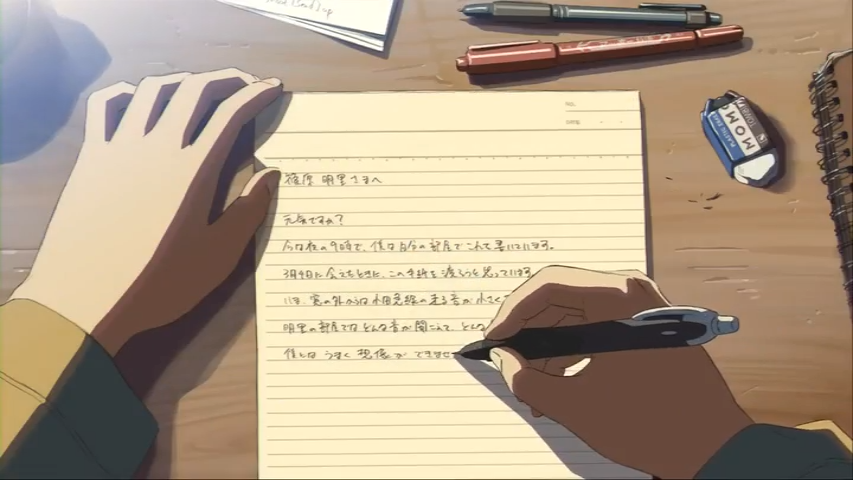 No.
DATE
篠原 明里さまへ
元気ですか?
今は夜の9時で、僕は自分の部屋でこれを書いています。
3月4日に会えるときに、この手紙を渡そうと思っています
いま、窓の外からは小田急線の走る音が小さく
明里の部屋ではどんな音が聞こえて、どんな
僕には うまく 想像が できませ
MOMO
PLASTIC